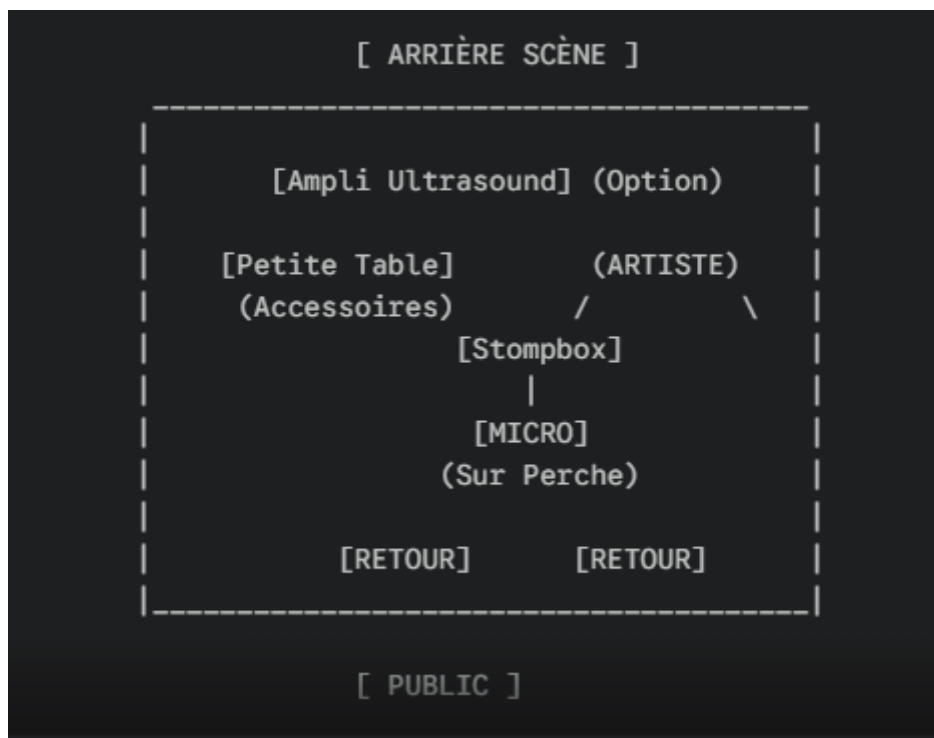 [ ARRIÈRE SCÈNE ]
[Ampli Ultrasound] (Option)
[Petite Table] (ARTISTE)
(Accessoires) / \
[Stompbox]
|
[MICRO]
(Sur Perche)
[RETOUR] [RETOUR]
[ PUBLIC ]